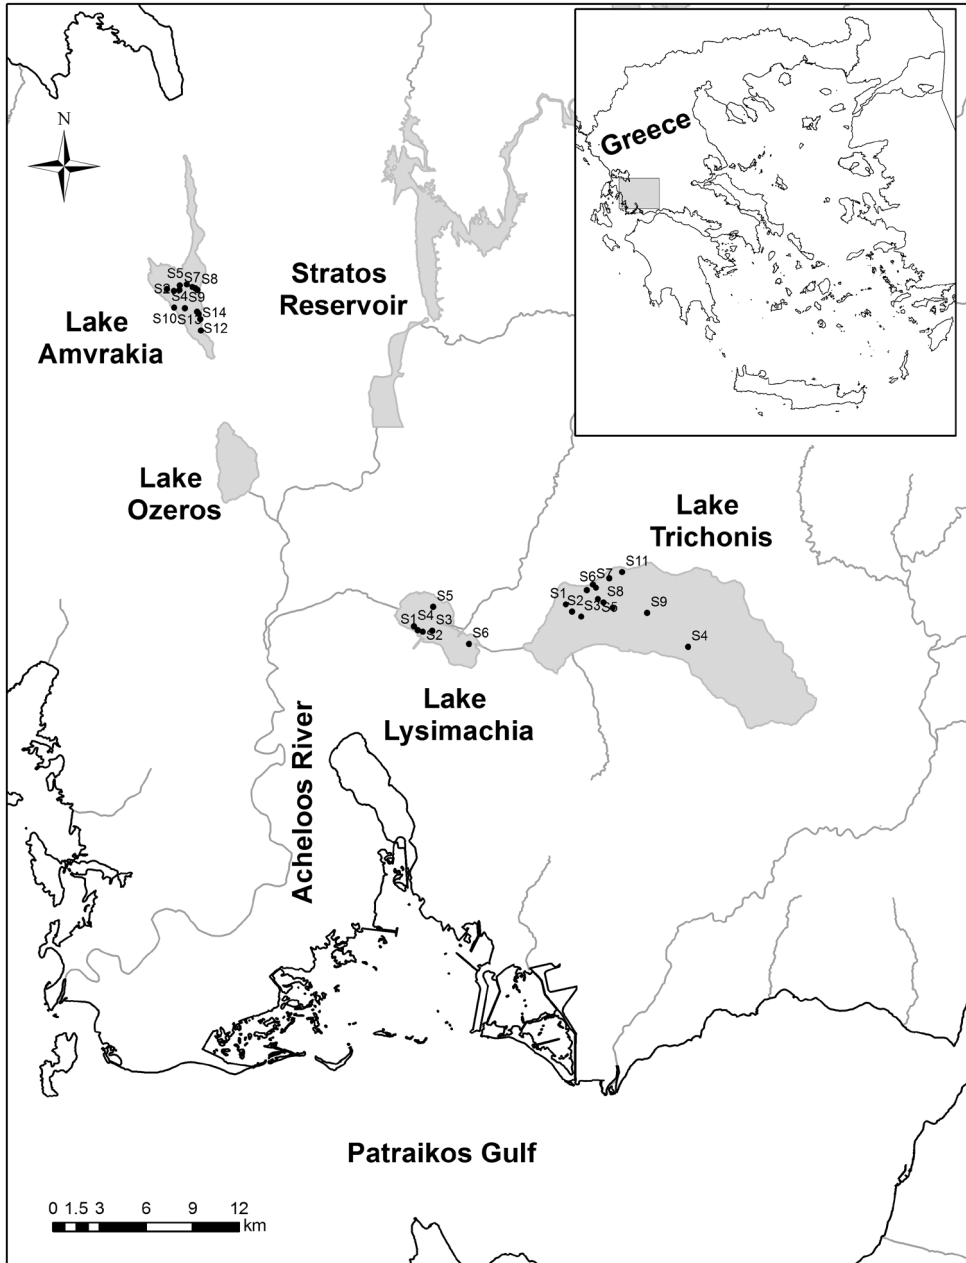 N
Greece
S5 S7 S8
S4 S9
S14
S10 S13
S12
Stratos
Reservoir
Lake
Amvrakia
Lake
Ozeros
Lake
Trichonis
S11
S6 S7
S1 S8
S2 S3 S5 S9
S4
S5
S1 S4 S3
S2 S6
Lake
Lysimachia
Acheloos River
Patraikos Gulf
0 1.5 3 6 9 12
km